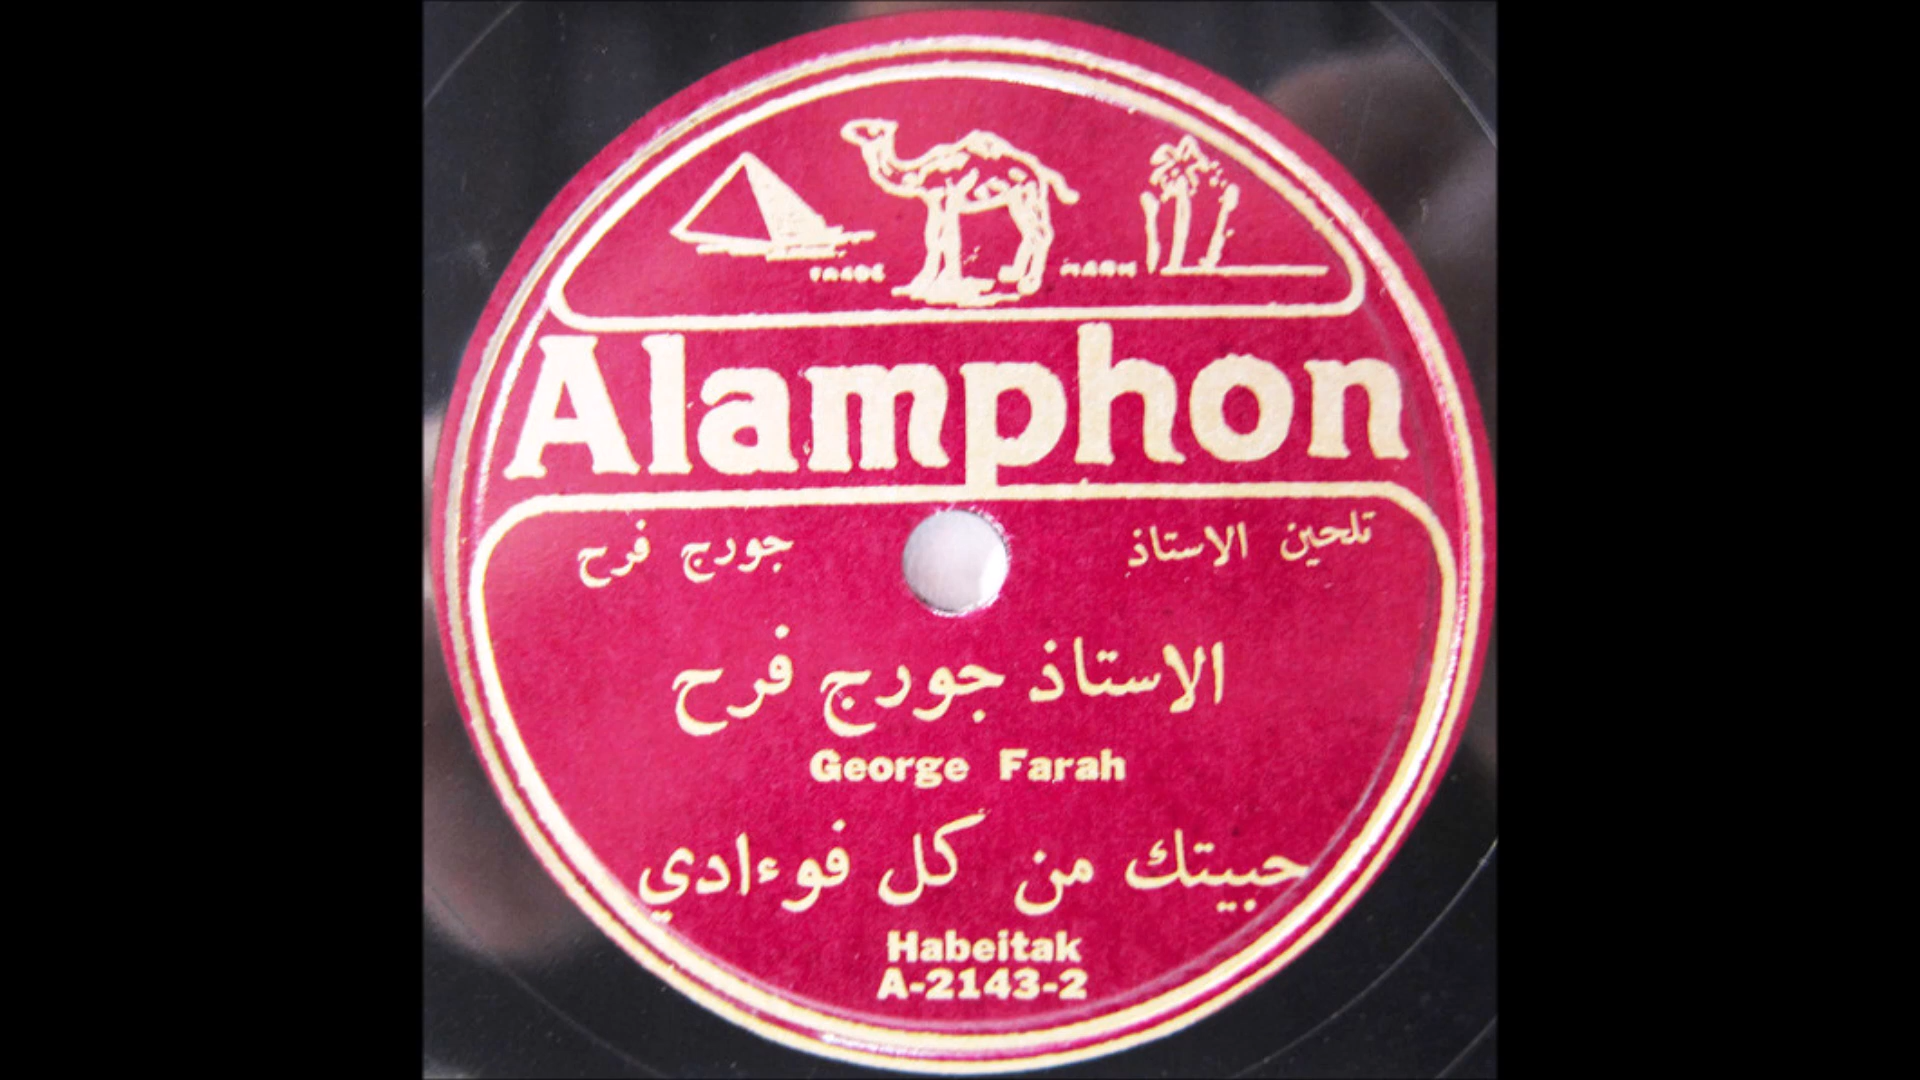 TRADE MARK
Alamphon
تلحين الاستاذ جورج فرح
الاستاذ جورج فرح
George Farah
حبيتك من كل فوءادي
Habeitak
A-2143-2